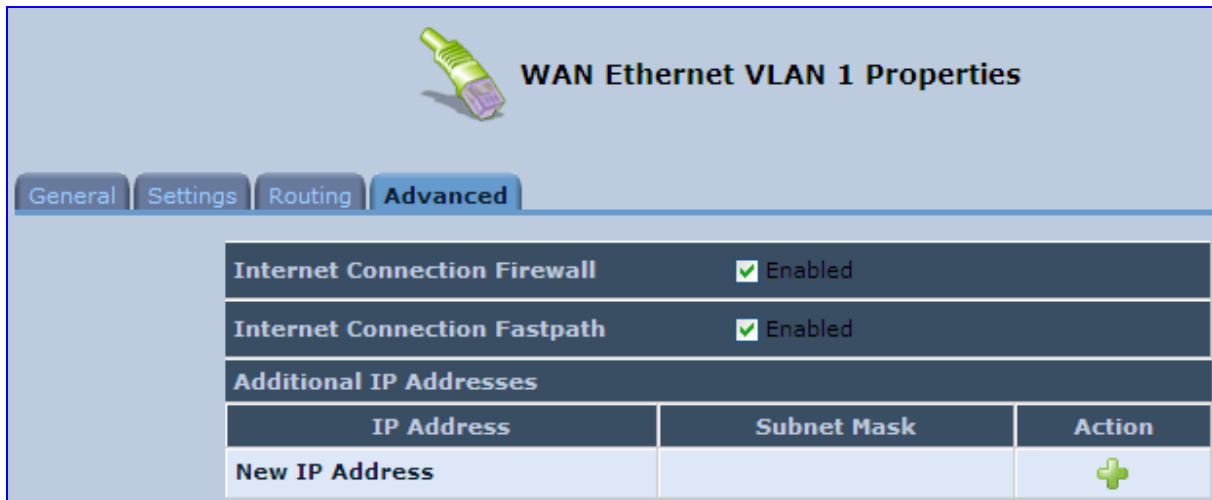 WAN Ethernet VLAN 1 Properties
General Settings Routing Advanced
Internet Connection Firewall Enabled
Internet Connection Fastpath Enabled
Additional IP Addresses
IP Address Subnet Mask Action
New IP Address